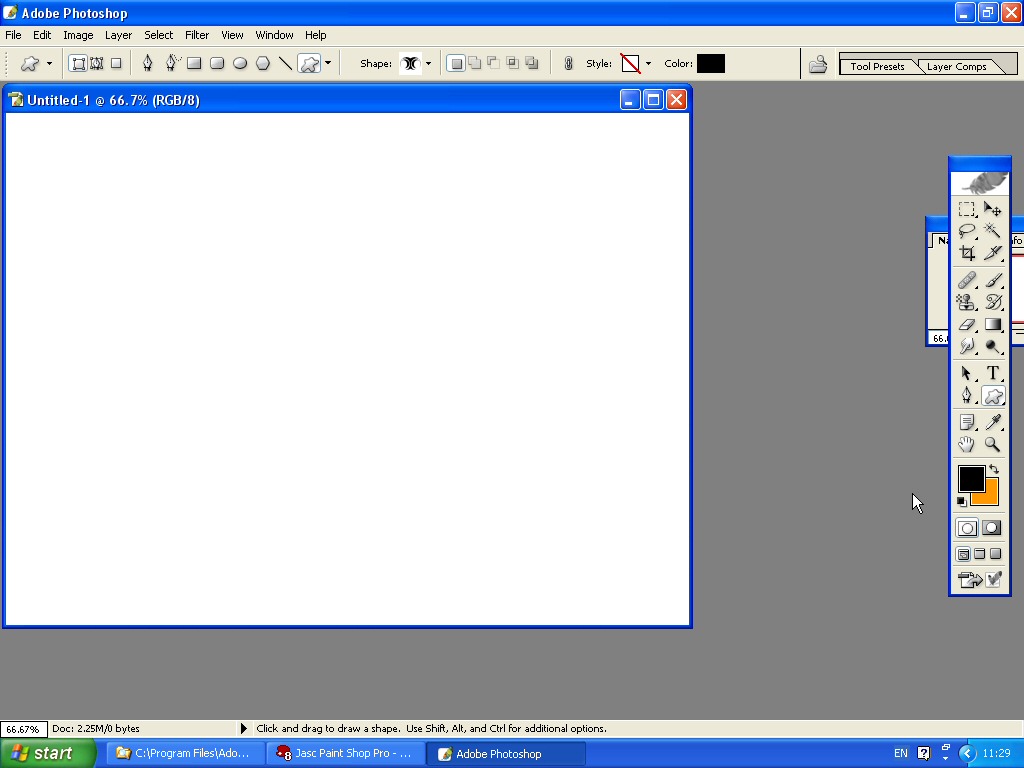 Adobe Photoshop
File Edit Image Layer Select Filter View Window Help
Shape: Style: Color: Tool Presets Layer Comps
Untitled-1 @ 66.7% (RGB/8)
T
66.67% Doc: 2.25M/0 bytes Click and drag to draw a shape. Use Shift, Alt, and Ctrl for additional options.
start C:\Program Files\Ado... 8 Jasc Paint Shop Pro - ... Adobe Photoshop EN ? 11:29